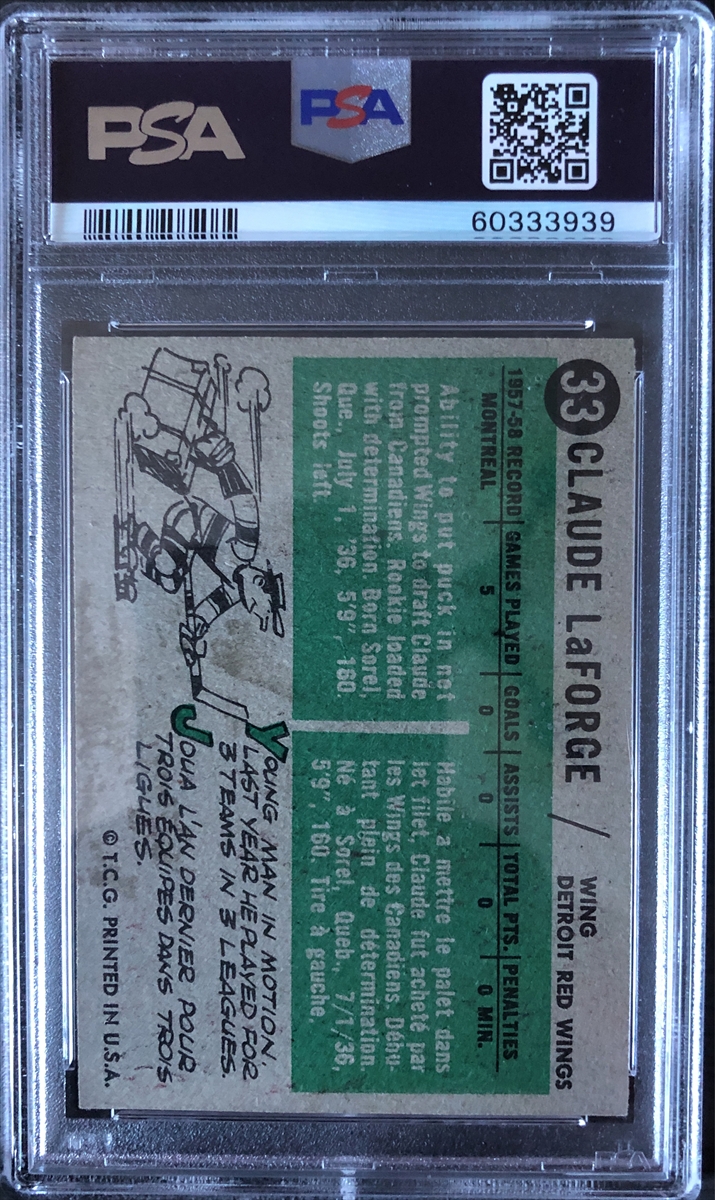 PSA
PSA
60333939
33 CLAUDE LaFORGE / WING
DETROIT RED WINGS
1957-58 RECORD GAMES PLAYED GOALS ASSISTS TOTAL PTS. PENALTIES
MONTREAL 5 0 0 0 0 MIN.
Ability to put puck in net
prompted Wings to draft Claude
from Canadiens. Rookie loaded
with determination. Born Sorel,
Que., July 1, '36, 5'9", 160.
Shoots left.
Habile a mettre le palet dans
let filet, Claude fut acheté par
les Wings des Canadiens. Débu
tant plein de détermination.
Né à Sorel, Queb., 7/1/36,
5'9", 160. Tire à gauche.
YOUNG MAN IN MOTION.
LAST YEAR HE PLAYED FOR
3 TEAMS IN 3 LEAGUES.
JOUA L'AN DERNIER POUR
TROIS EQUIPES DANS TROIS
LIGUES.
© T.C.G. PRINTED IN U.S.A.